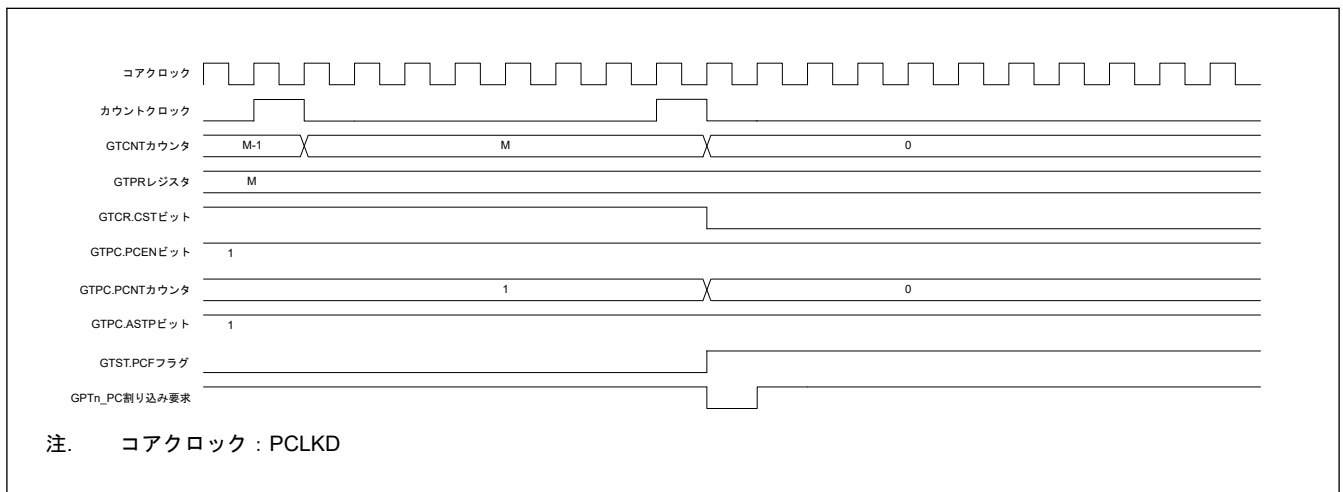 コアクロック
カウントクロック
GTCNTカウンタ M-1 M 0
GTPRレジスタ M
GTCR.CSTビット
GTPC.PCENビット 1
GTPC.PCNTカウンタ 1 0
GTPC.ASTPビット 1
GTST.PCFフラグ
GPTn_PC割り込み要求
注. コアクロック：PCLKD